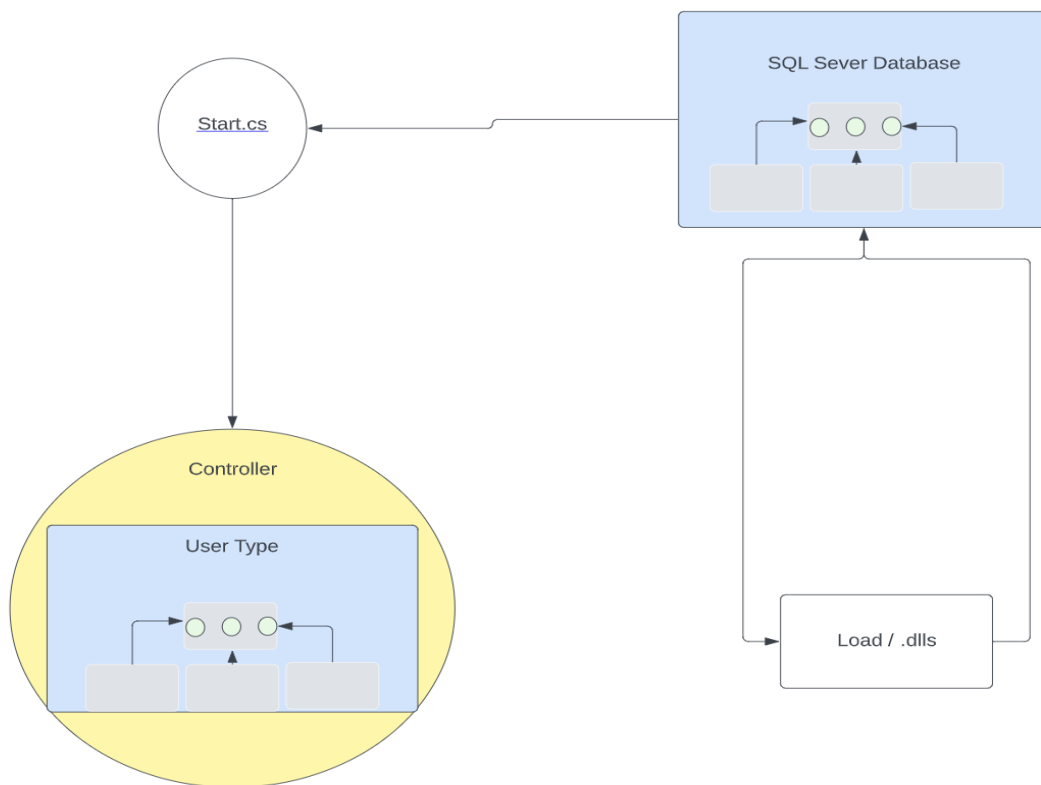 SQL Sever Database
Start.cs
Controller
User Type
Load / .dlls